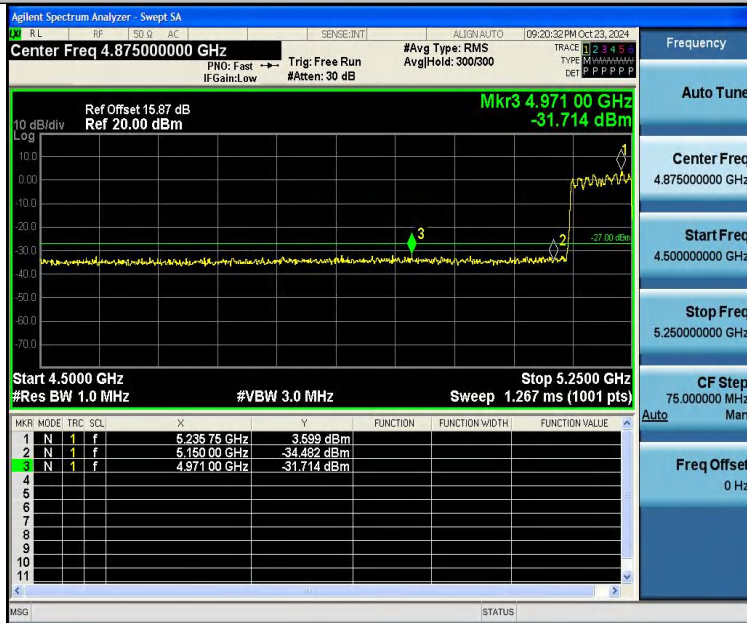 Agilent Spectrum Analyzer - Swept SA
LXI RL RF 50 Ω AC SENSE:INT ALIGN AUTO 09:20:32 PM Oct 23, 2024
Center Freq 4.875000000 GHz
PNO: Fast
IFGain:Low
Trig: Free Run
#Atten: 30 dB
#Avg Type: RMS
Avg|Hold: 300/300
TRACE 1 2 3 4 5 6
TYPE M
DET P P P P P P
Frequency
Auto Tune
Center Freq
4.875000000 GHz
Start Freq
4.500000000 GHz
Stop Freq
5.250000000 GHz
CF Step
75.000000 MHz
Auto Man
Freq Offset
0 Hz
Ref Offset 15.87 dB
Ref 20.00 dBm
10 dB/div
Log
Mkr3 4.971 00 GHz
-31.714 dBm
10.0
0.00
-10.0
-20.0
-30.0
-40.0
-50.0
-60.0
-70.0
1
2
3
-27.00 dBm
Start 4.5000 GHz Stop 5.2500 GHz
#Res BW 1.0 MHz #VBW 3.0 MHz Sweep 1.267 ms (1001 pts)
MKR MODE TRC SCL X Y FUNCTION FUNCTION WIDTH FUNCTION VALUE
1 N 1 f 5.235 75 GHz 3.599 dBm
2 N 1 f 5.150 00 GHz -34.482 dBm
3 N 1 f 4.971 00 GHz -31.714 dBm
4
5
6
7
8
9
10
11
MSG STATUS